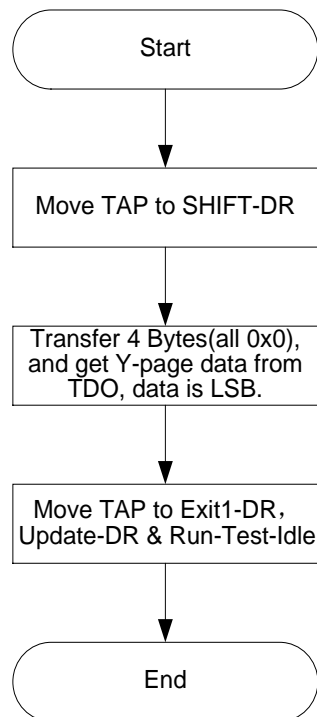 Start
Move TAP to SHIFT-DR
Transfer 4 Bytes(all 0x0),
and get Y-page data from
TDO, data is LSB.
Move TAP to Exit1-DR，
Update-DR & Run-Test-Idle
End